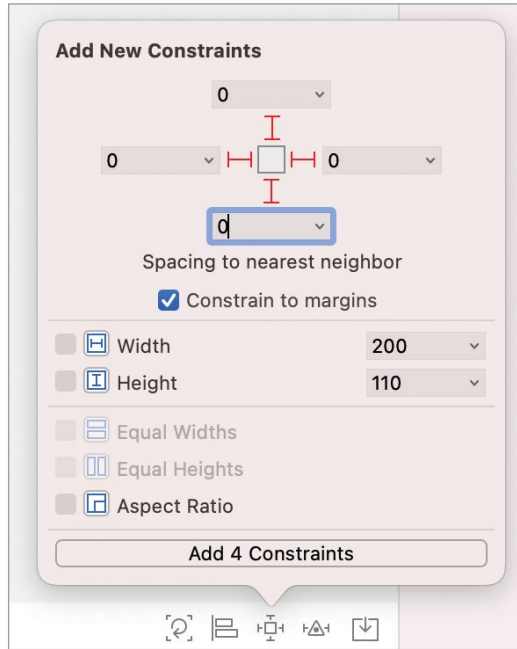 Add New Constraints
0
0 0
0
Spacing to nearest neighbor
Constrain to margins
Width 200
Height 110
Equal Widths
Equal Heights
Aspect Ratio
Add 4 Constraints